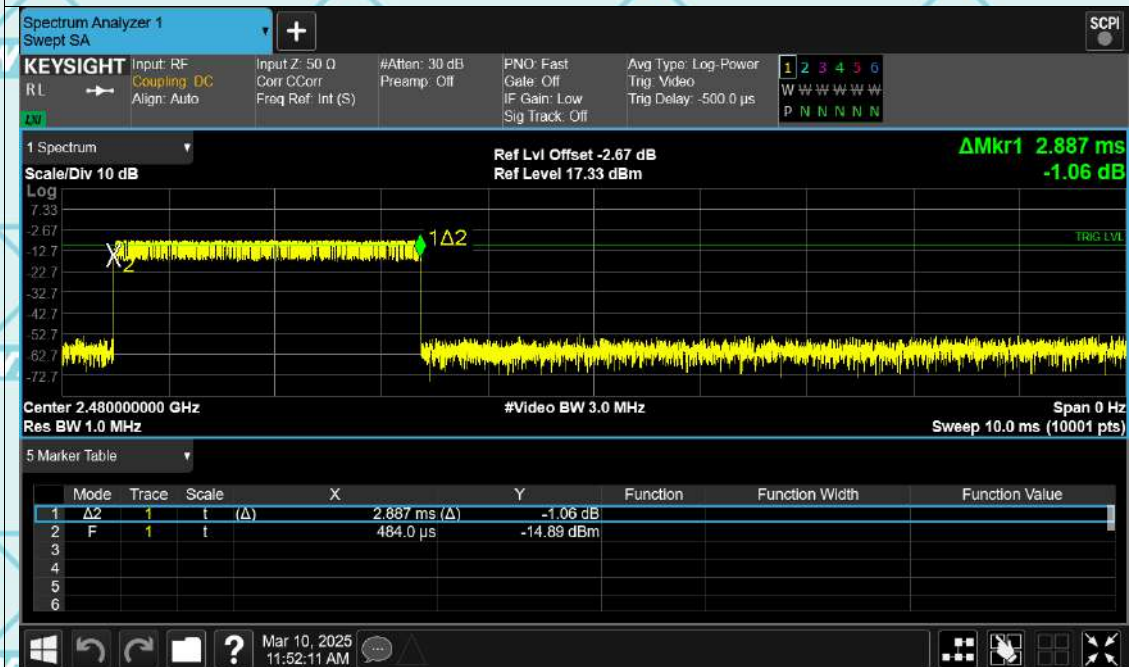 Spectrum Analyzer 1
Swept SA
+
SCPI
KEYSIGHT
RL
LXI
Input: RF
Coupling: DC
Align: Auto
Input Z: 50 Ω
Corr CCorr
Freq Ref: Int (S)
#Atten: 30 dB
Preamp: Off
PNO: Fast
Gate: Off
IF Gain: Low
Sig Track: Off
Avg Type: Log-Power
Trig: Video
Trig Delay: -500.0 µs
1 2 3 4 5 6
W W W W W W
P N N N N N
1 Spectrum
Scale/Div 10 dB
Ref Lvl Offset -2.67 dB
Ref Level 17.33 dBm
ΔMkr1 2.887 ms
-1.06 dB
Log
7.33
-2.67
-12.7
-22.7
-32.7
-42.7
-52.7
-62.7
-72.7
1Δ2
2
TRIG LVL
Center 2.480000000 GHz
#Video BW 3.0 MHz
Span 0 Hz
Res BW 1.0 MHz
Sweep 10.0 ms (10001 pts)
5 Marker Table
Mode Trace Scale X Y Function Function Width Function Value
1 Δ2 1 t (Δ) 2.887 ms (Δ) -1.06 dB
2 F 1 t 484.0 µs -14.89 dBm
3
4
5
6
?
Mar 10, 2025
11:52:11 AM